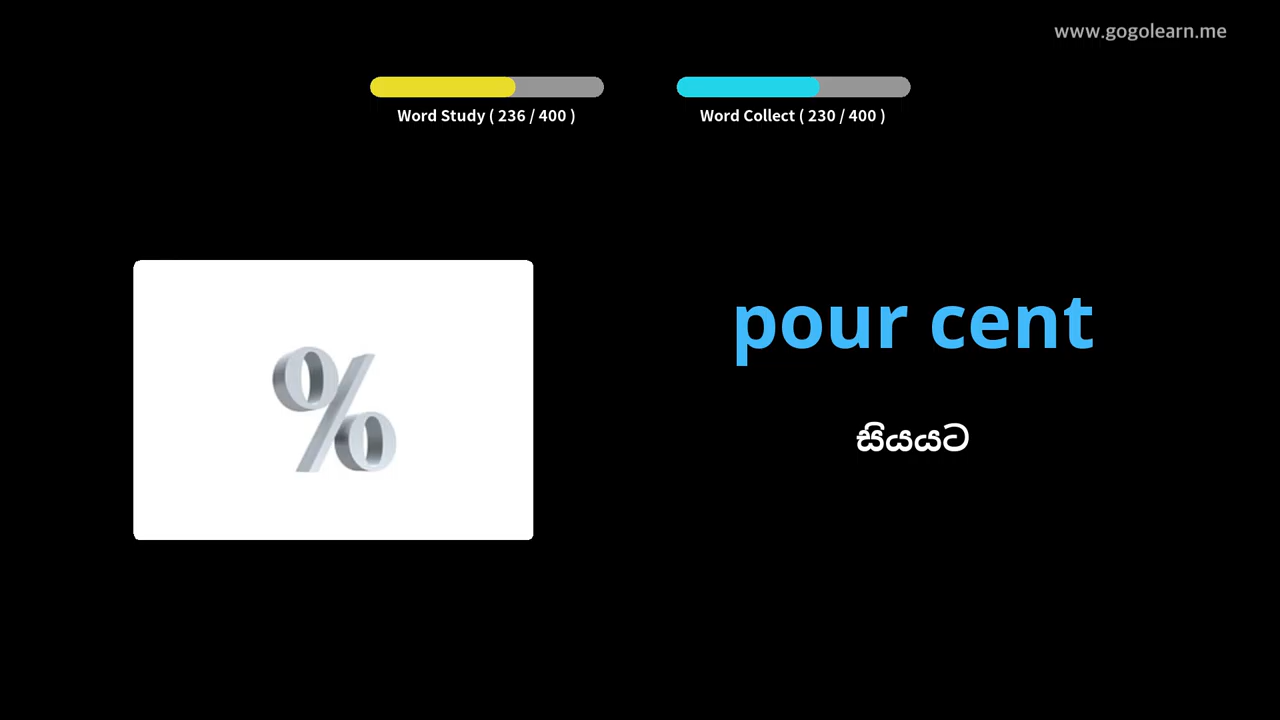 www.gogolearn.me
Word Study ( 236 / 400 )
Word Collect ( 230 / 400 )
%
pour cent
සියයට